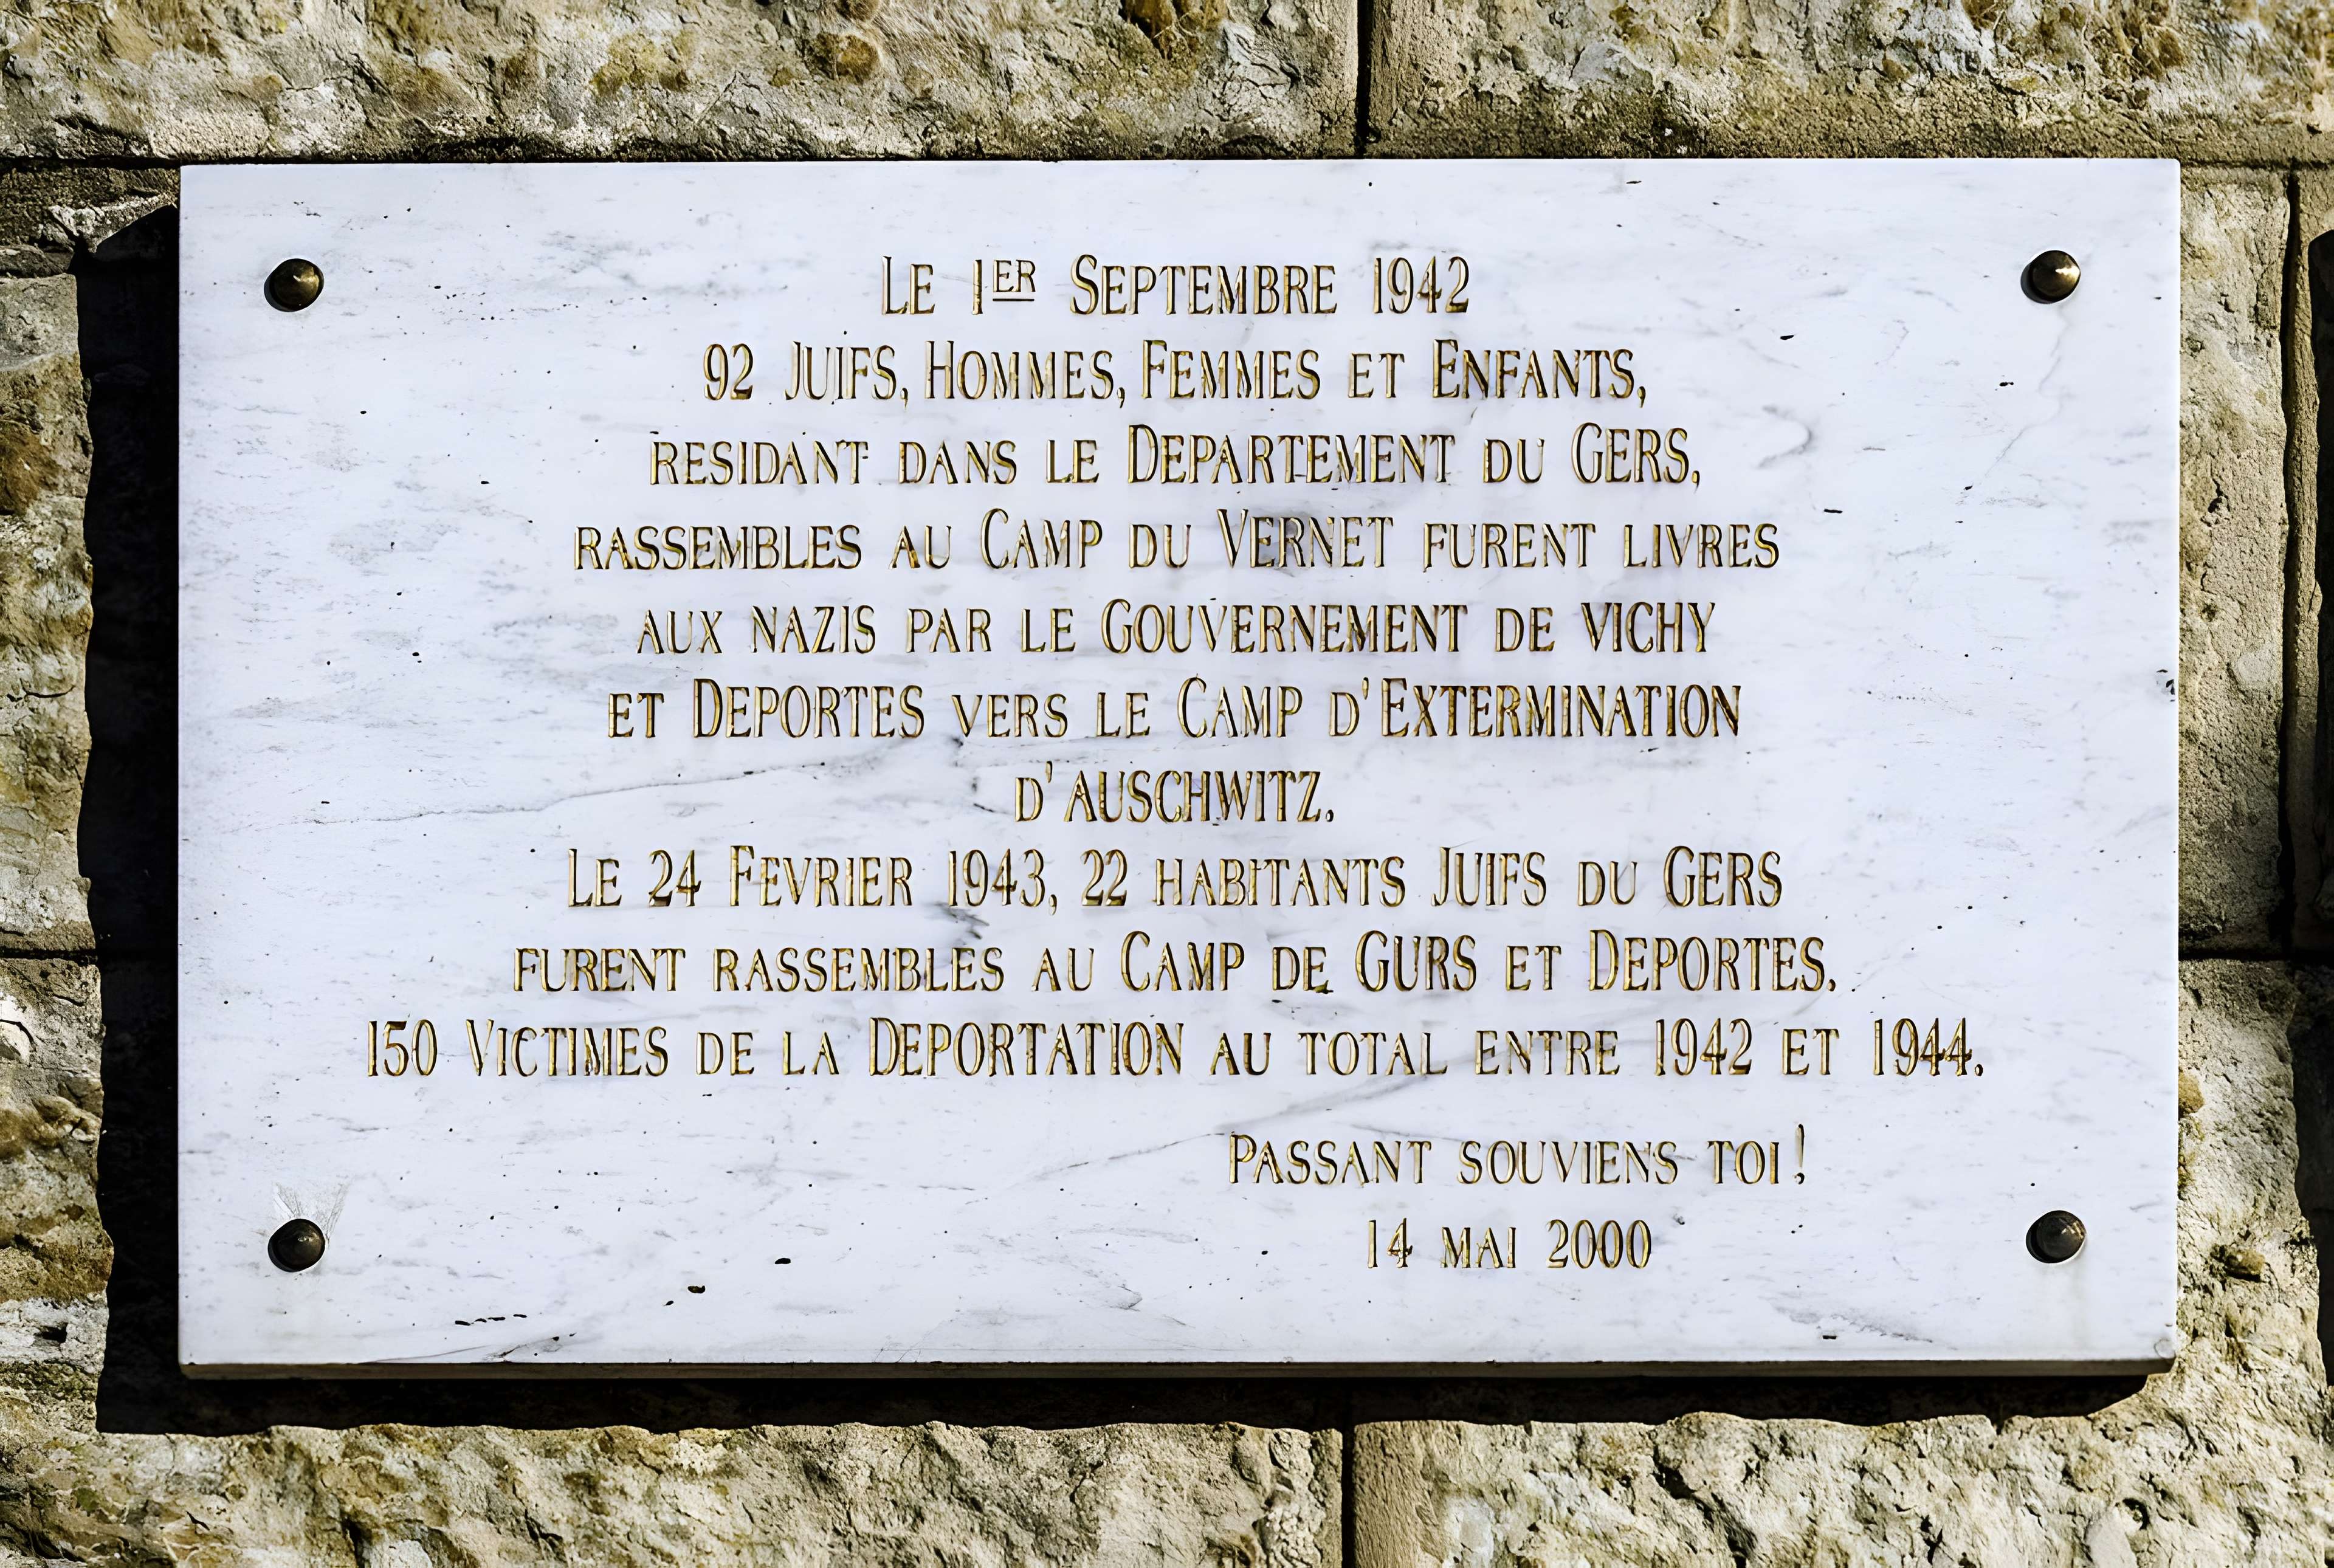 LE 1ER SEPTEMBRE 1942
92 JUIFS, HOMMES, FEMMES ET ENFANTS,
RESIDANT DANS LE DEPARTEMENT DU GERS,
RASSEMBLES AU CAMP DU VERNET FURENT LIVRES
AUX NAZIS PAR LE GOUVERNEMENT DE VICHY
ET DEPORTES VERS LE CAMP D'EXTERMINATION
D'AUSCHWITZ.
LE 24 FEVRIER 1943, 22 HABITANTS JUIFS DU GERS
FURENT RASSEMBLES AU CAMP DE GURS ET DEPORTES.
150 VICTIMES DE LA DEPORTATION AU TOTAL ENTRE 1942 ET 1944.
PASSANT SOUVIENS TOI !
14 MAI 2000